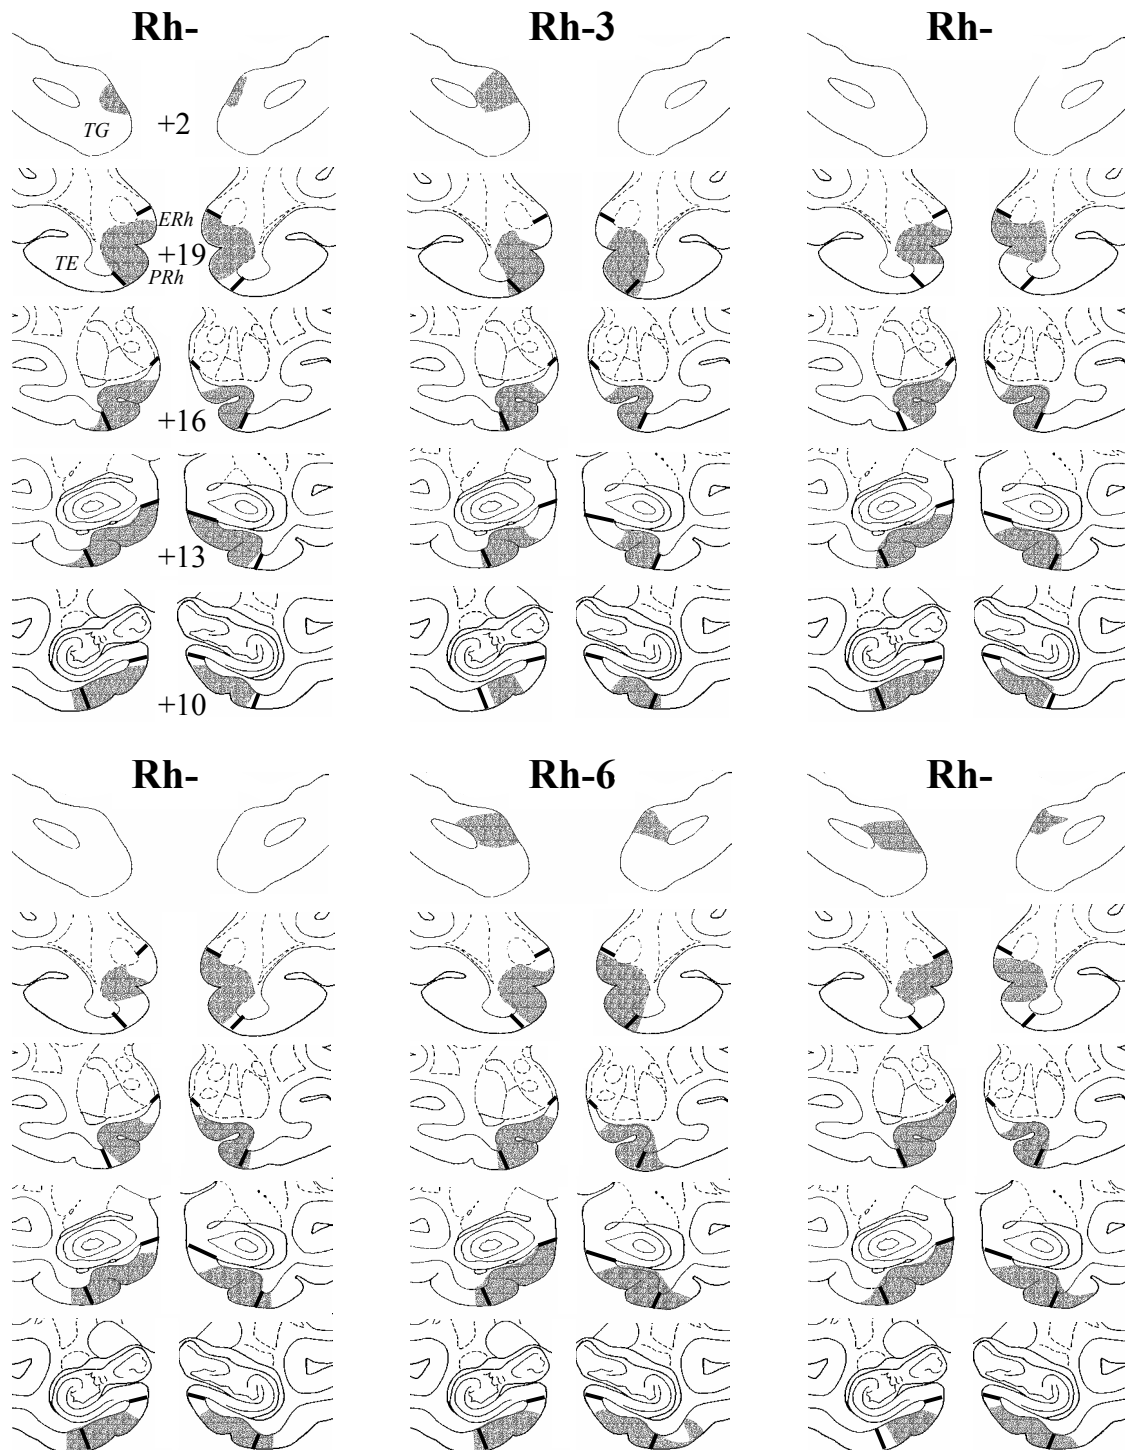 Rh- Rh-3 Rh-
TG +2
ERh
TE +19
PRh
+16
+13
+10
Rh- Rh-6 Rh-